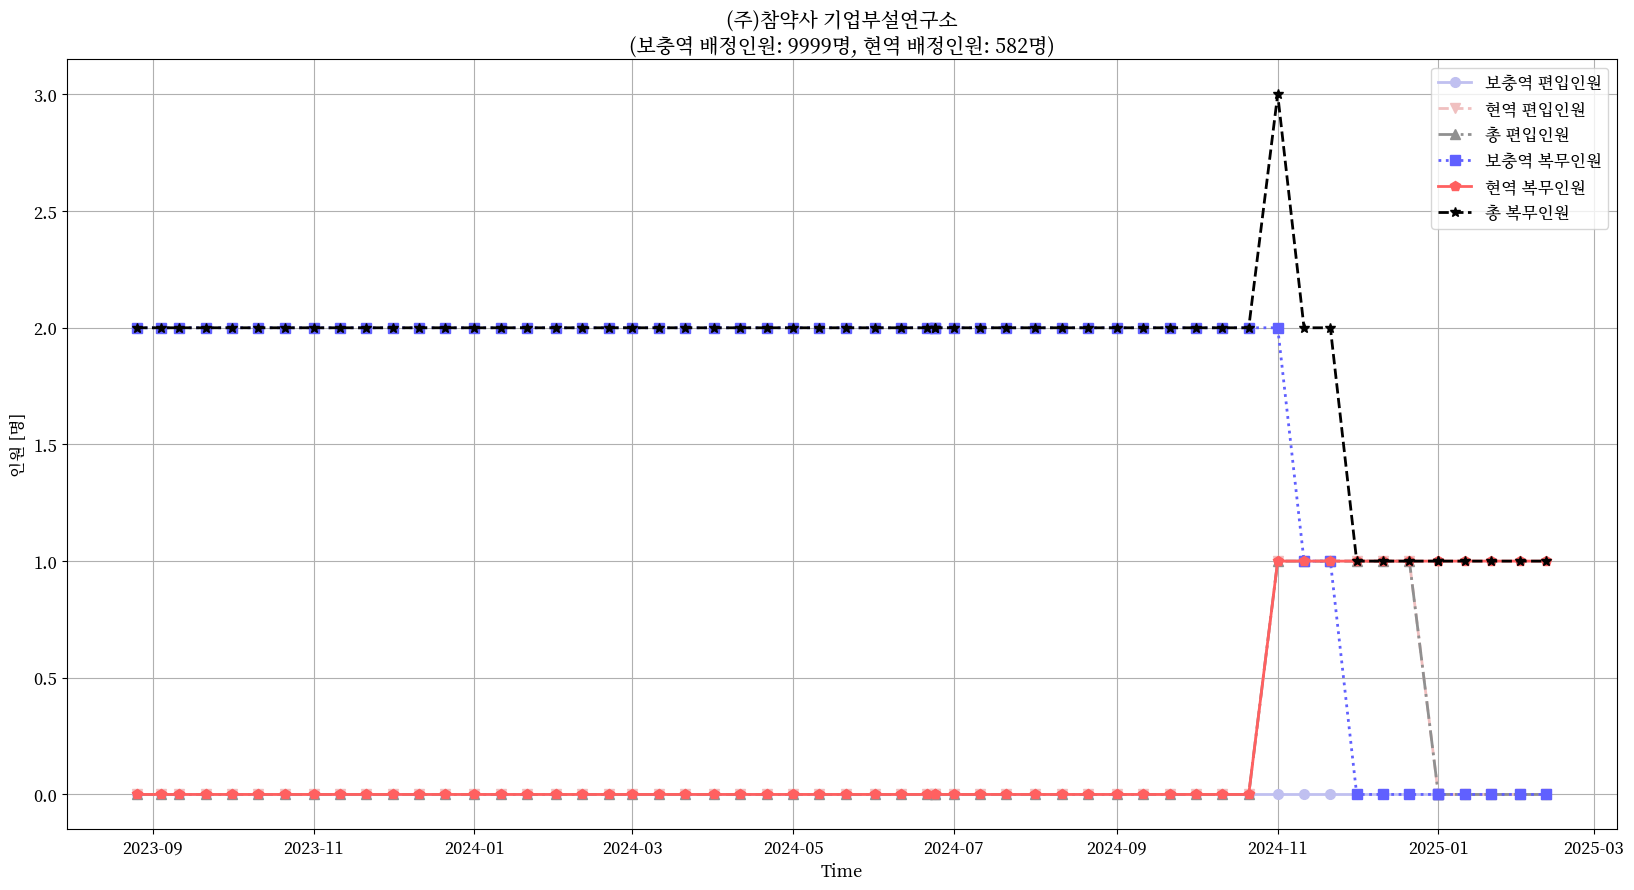 (주)참약사 기업부설연구소
(보충역 배정인원: 9999명, 현역 배정인원: 582명)
보충역 편입인원
현역 편입인원
총 편입인원
보충역 복무인원
현역 복무인원
총 복무인원
인원 [명]
3.0
2.5
2.0
1.5
1.0
0.5
0.0
2023-09
2023-11
2024-01
2024-03
2024-05
2024-07
2024-09
2024-11
2025-01
2025-03
Time